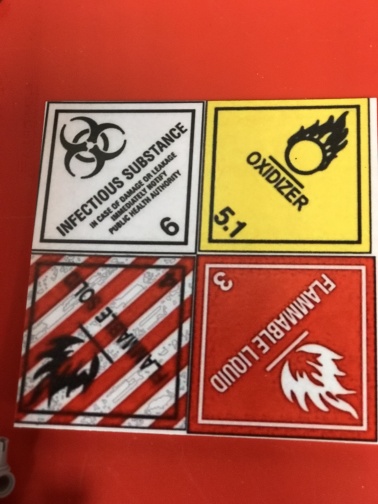 INFECTIOUS SUBSTANCE
IN CASE OF DAMAGE OR LEAKAGE
IMMEDIATELY NOTIFY
PUBLIC HEALTH AUTHORITY
6
OXIDIZER
5.1
FLAMMABLE
FLAMMABLE LIQUID
3